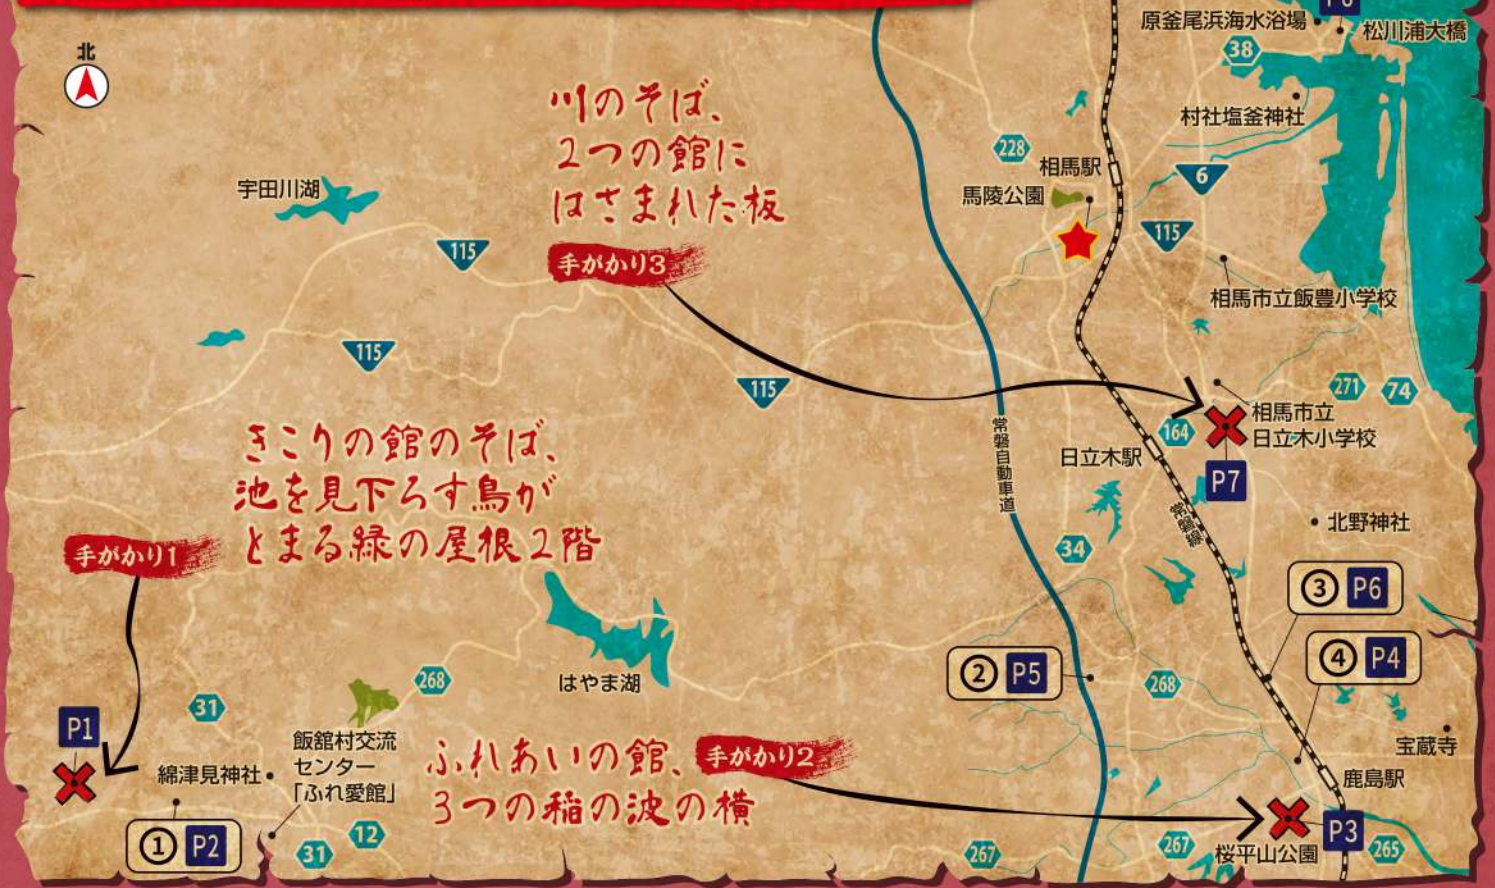 北
原釜尾浜海水浴場
松川浦大橋
38
村社塩釜神社
川のそば、
2つの館に
はさまれた板
手がかり3
228
相馬駅
馬陵公園
6
115
宇田川湖
115
相馬市立飯豊小学校
115
115
271
74
相馬市立
日立木小学校
164
日立木駅
P7
常磐自動車道
常磐線
北野神社
きこりの館のそば、
池を見下ろす鳥が
とまる緑の屋根2階
手がかり1
34
③ P6
④ P4
② P5
268
はやま湖
268
31
P1
綿津見神社
飯舘村交流
センター
「ふれ愛館」
ふれあいの館、
3つの稲の波の横
手がかり2
宝蔵寺
鹿島駅
P3
桜平山公園
265
267
267
① P2
12
31